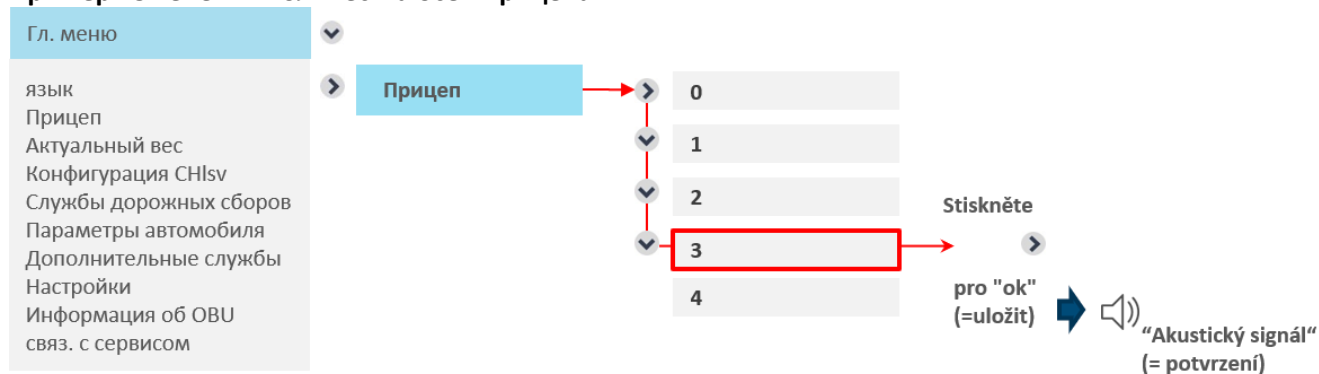 Гл. меню
язык
Прицеп
Актуальный вес
Конфигурация CHlsv
Службы дорожных сборов
Параметры автомобиля
Дополнительные службы
Настройки
Информация об OBU
связ. с сервисом
Прицеп
0
1
2
3
4
Stiskněte
pro "ok"
(=uložit)
“Akustický signál“
(= potvrzení)